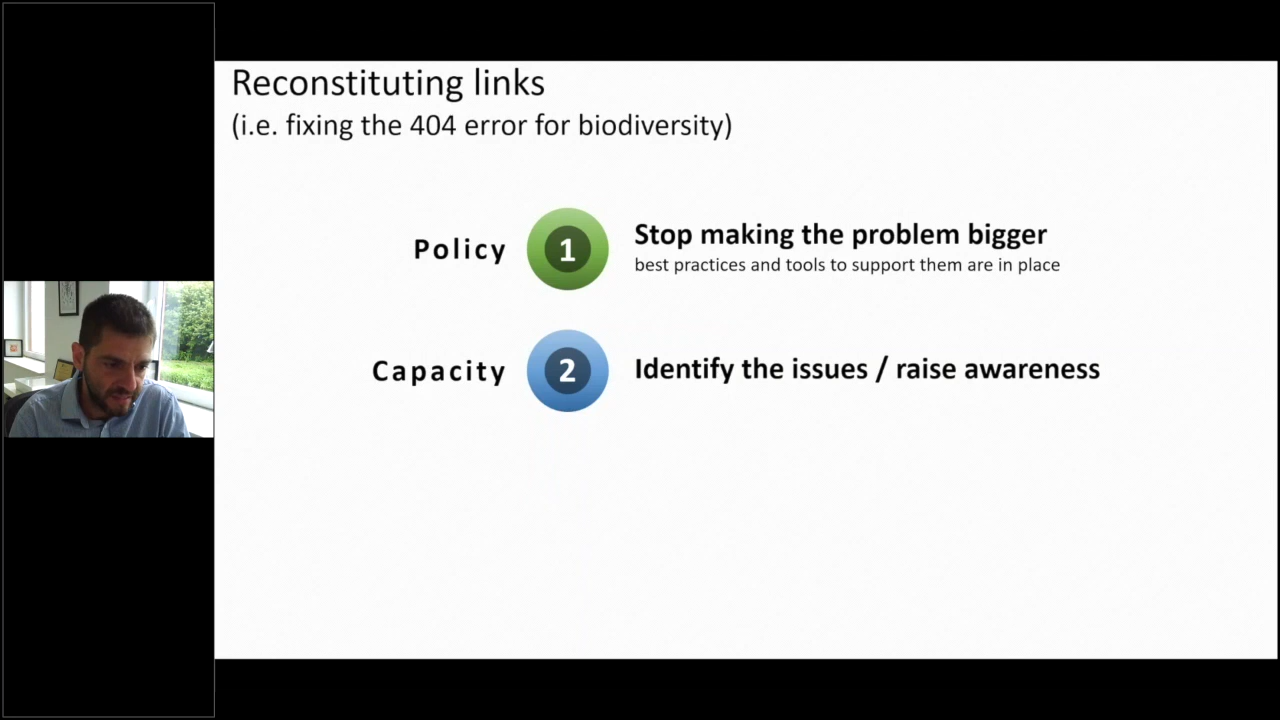 Reconstituting links
(i.e. fixing the 404 error for biodiversity)
Policy
1
Stop making the problem bigger
best practices and tools to support them are in place
Capacity
2
Identify the issues / raise awareness